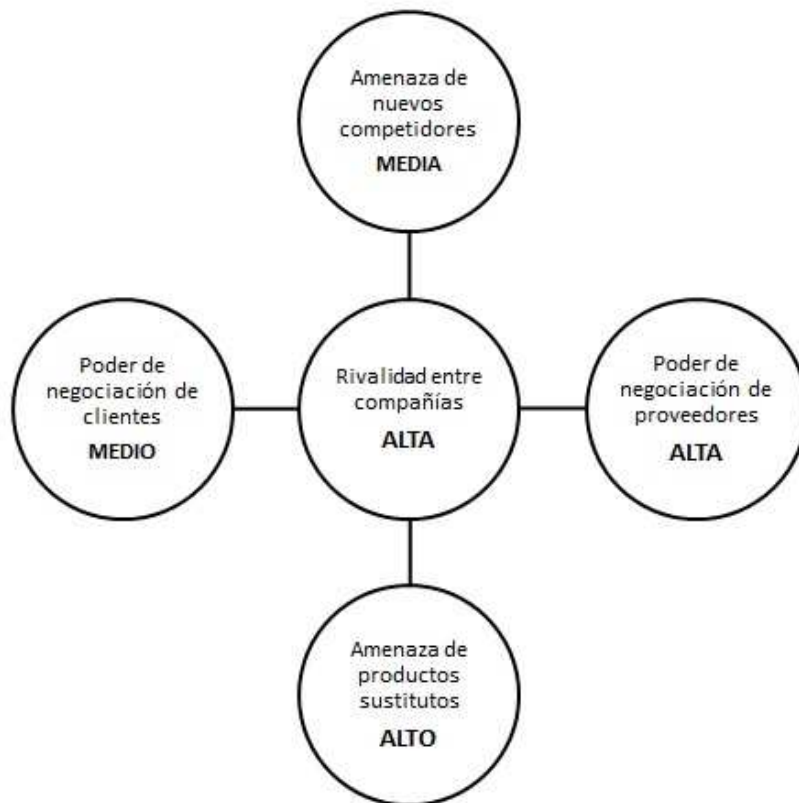 Amenaza de
nuevos
competidores
MEDIA
Poder de
negociación de
clientes
MEDIO
Rivalidad entre
compañías
ALTA
Poder de
negociación de
proveedores
ALTA
Amenaza de
productos
sustitutos
ALTO